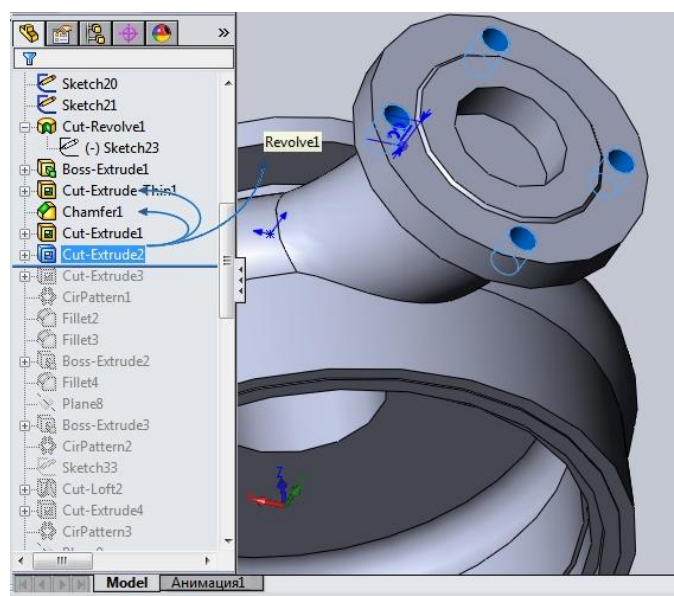 »
Sketch20
Sketch21
Cut-Revolve1
(-) Sketch23
Boss-Extrude1
Cut-Extrude-Thin1
Chamfer1
Cut-Extrude1
Cut-Extrude2
Cut-Extrude3
CirPattern1
Fillet2
Fillet3
Boss-Extrude2
Fillet4
Plane8
Boss-Extrude3
CirPattern2
Sketch33
Cut-Loft2
Cut-Extrude4
CirPattern3
Revolve1
Z
Model
Анимация1